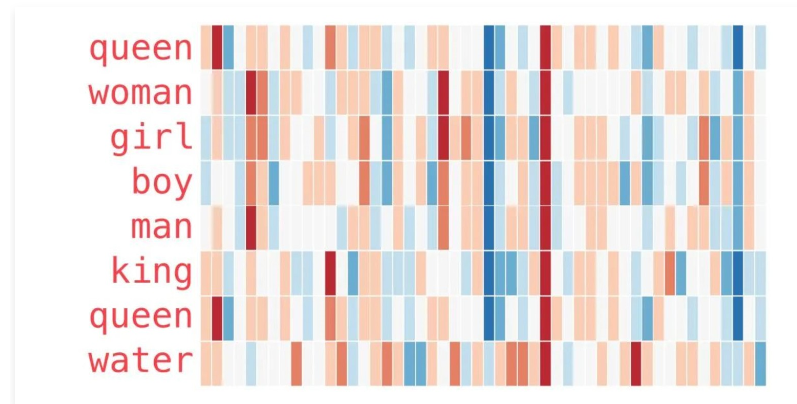 queen
woman
girl
boy
man
king
queen
water